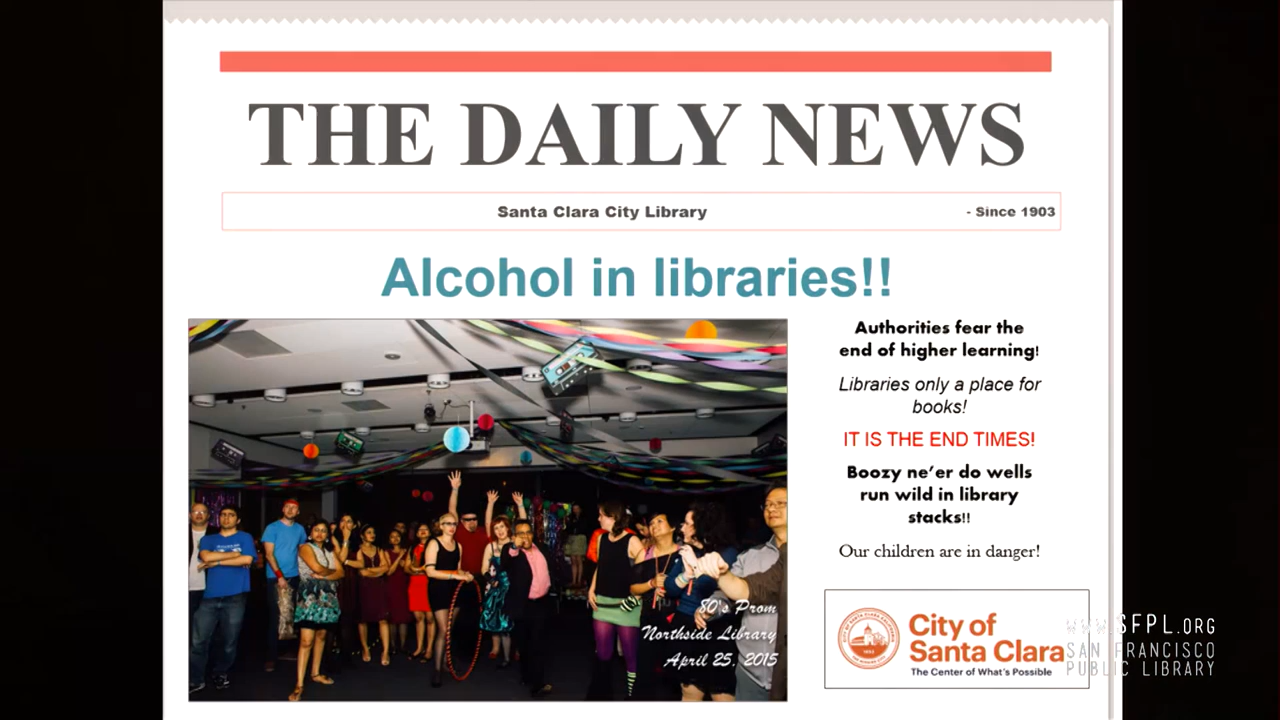 THE DAILY NEWS
Santa Clara City Library
- Since 1903
Alcohol in libraries!!
Authorities fear the
end of higher learning!
Libraries only a place for
books!
IT IS THE END TIMES!
Boozy ne’er do wells
run wild in library
stacks!!
Our children are in danger!
80's Prom
Northside Library
April 25, 2015
City of
Santa Clara
The Center of What's Possible
WWW.SFPL.ORG
SAN FRANCISCO
PUBLIC LIBRARY